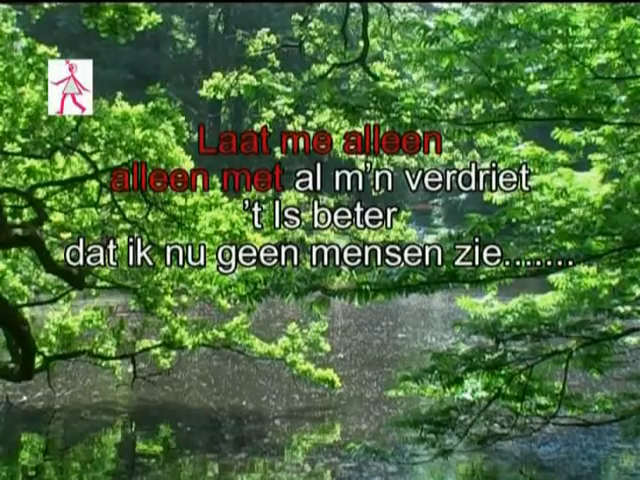 Laat me alleen
alleen met al m'n verdriet
't Is beter
dat ik nu geen mensen zie.......